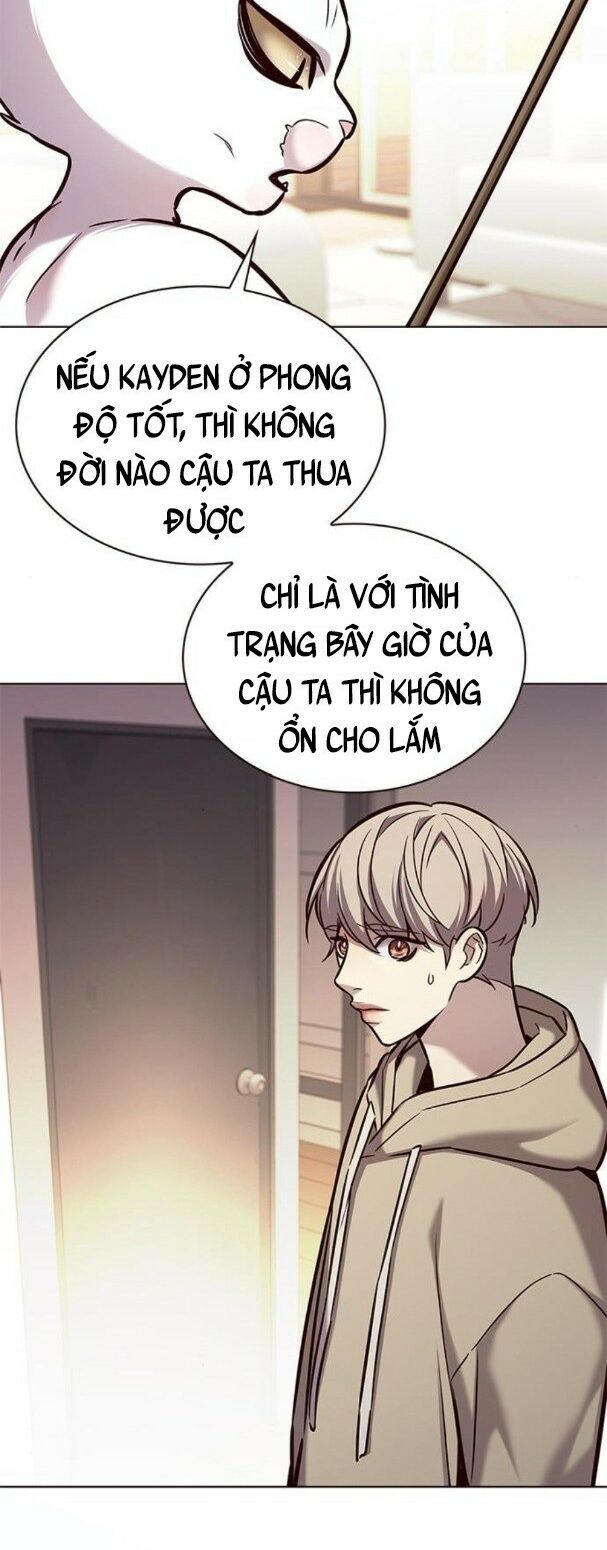 NẾU KAYDEN Ở PHONG
ĐỘ TỐT, THÌ KHÔNG
ĐỜI NÀO CẬU TA THUA
ĐƯỢC
CHỈ LÀ VỚI TÌNH
TRẠNG BÂY GIỜ CỦA
CẬU TA THÌ KHÔNG
ỔN CHO LẮM